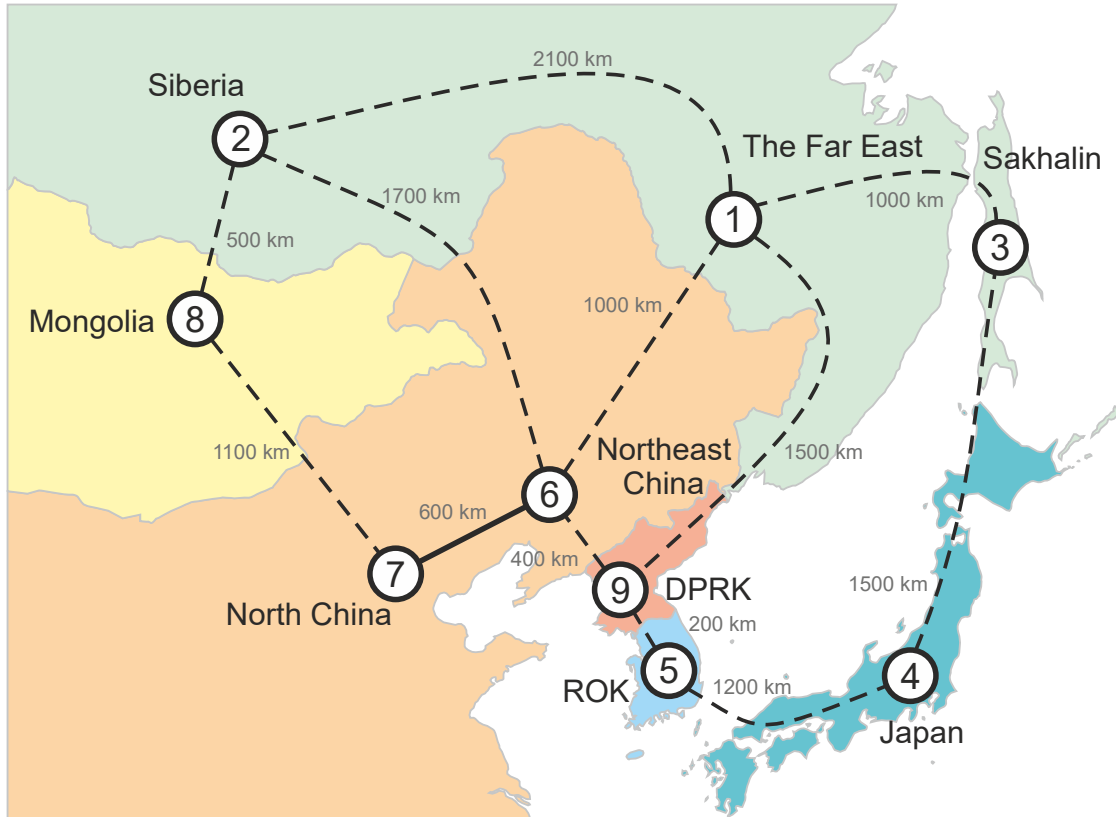 2100 km
Siberia
2
The Far East
Sakhalin
1700 km
1000 km
1
3
500 km
Mongolia
8
1000 km
1100 km
Northeast
China
1500 km
6
600 km
400 km
7
North China
9
DPRK
1500 km
200 km
5
ROK
1200 km
4
Japan